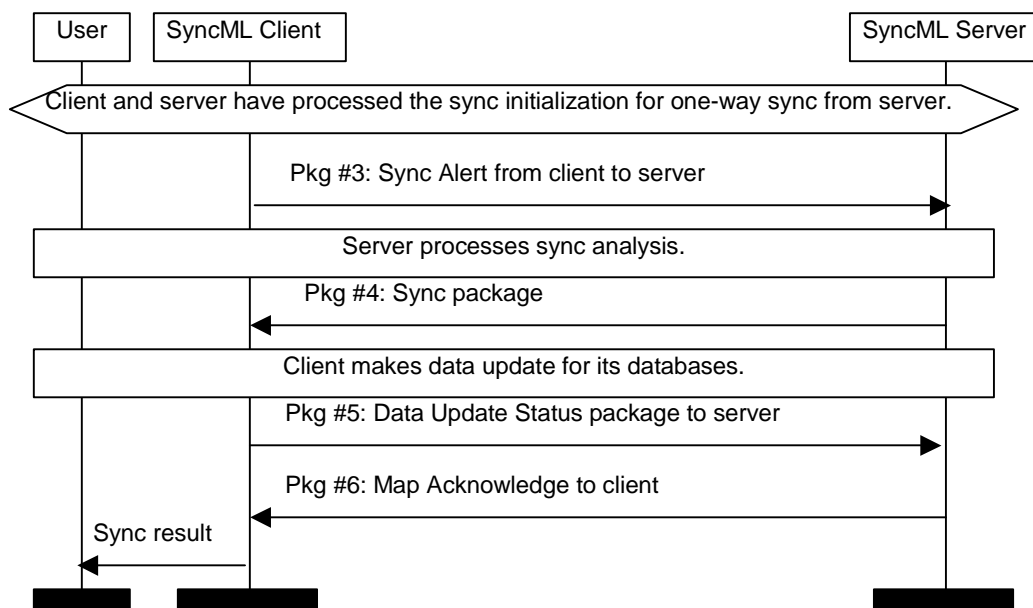 User
SyncML Client
SyncML Server
Client and server have processed the sync initialization for one-way sync from server.
Pkg #3: Sync Alert from client to server
Server processes sync analysis.
Pkg #4: Sync package
Client makes data update for its databases.
Pkg #5: Data Update Status package to server
Pkg #6: Map Acknowledge to client
Sync result